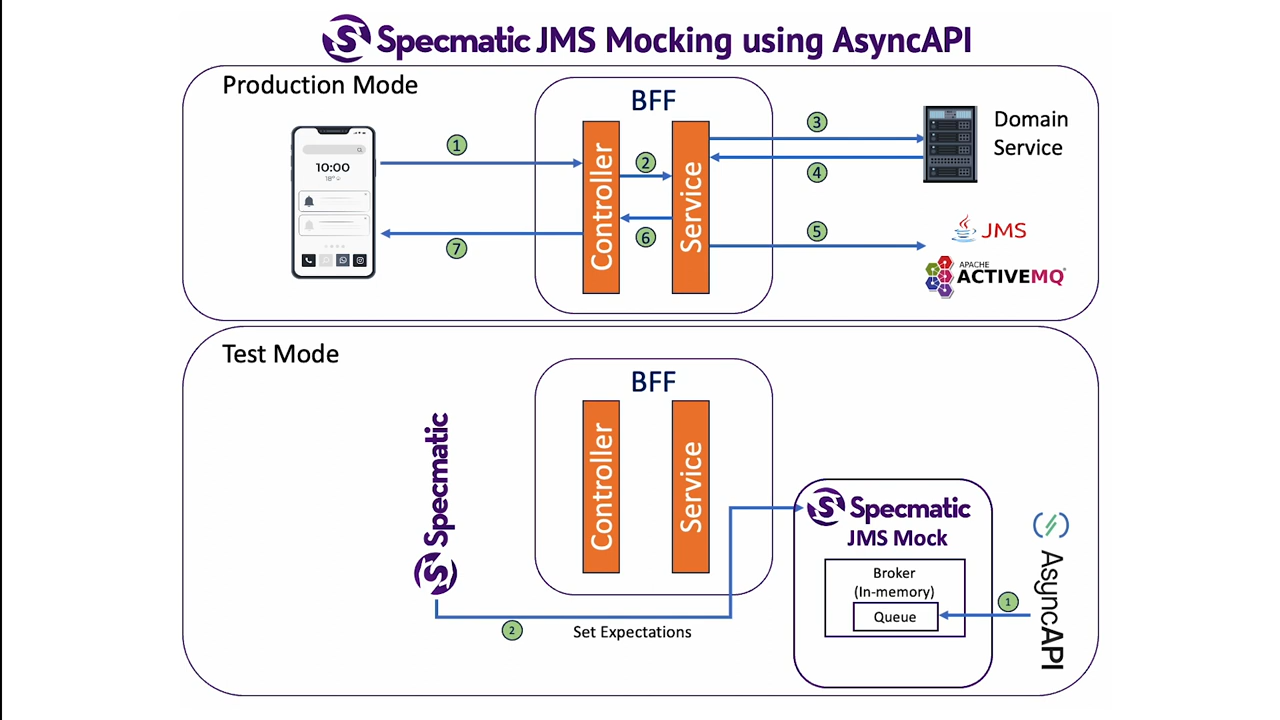 Specmatic JMS Mocking using AsyncAPI
Production Mode
BFF
10:00
18°
Controller
Service
1
2
3
4
5
6
7
Domain
Service
JMS
APACHE
ACTIVEMQ
Test Mode
BFF
Controller
Service
Specmatic
2
Set Expectations
Specmatic
JMS Mock
Broker
(In-memory)
Queue
1
AsyncAPI